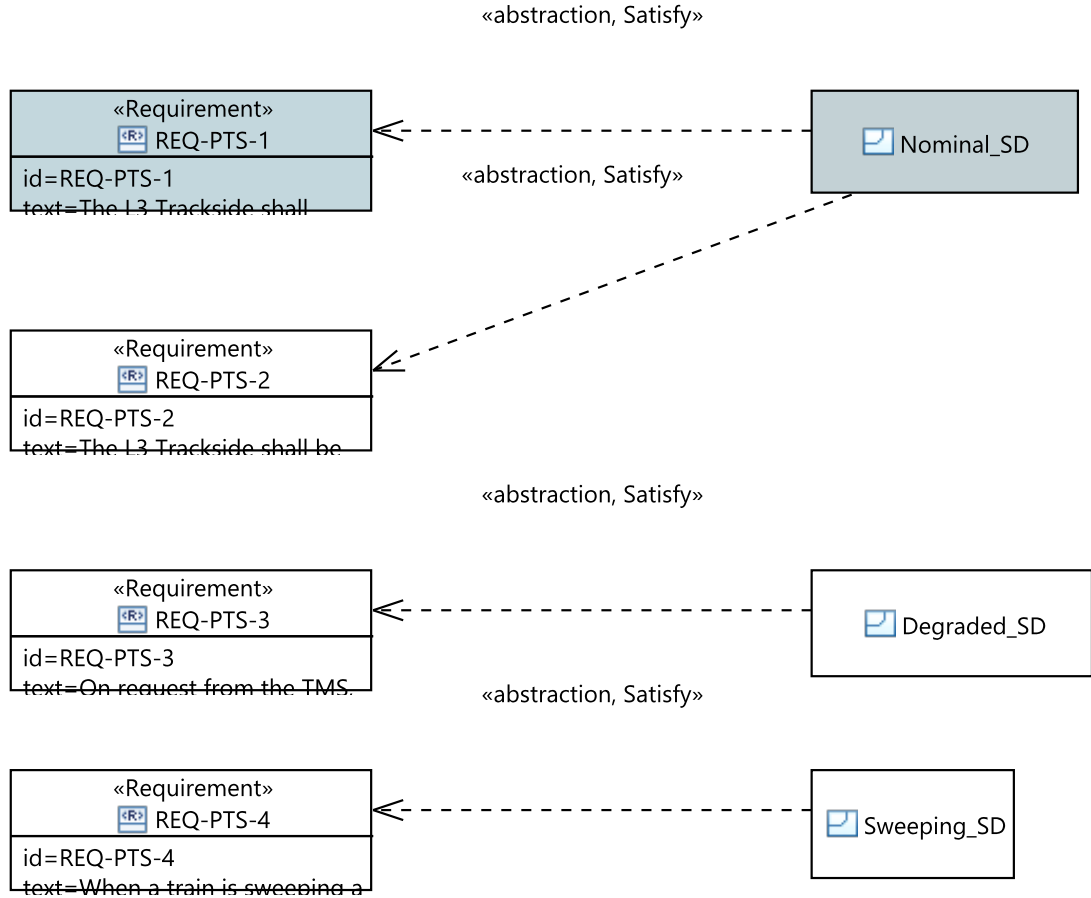 «abstraction, Satisfy»
«Requirement»
<R> REQ-PTS-1
id=REQ-PTS-1
text=The L3 Trackside shall
Nominal_SD
«abstraction, Satisfy»
«Requirement»
<R> REQ-PTS-2
id=REQ-PTS-2
text=The L3 Trackside shall be
«abstraction, Satisfy»
«Requirement»
<R> REQ-PTS-3
id=REQ-PTS-3
text=On request from the TMS,
Degraded_SD
«abstraction, Satisfy»
«Requirement»
<R> REQ-PTS-4
id=REQ-PTS-4
text=When a train is sweeping a
Sweeping_SD